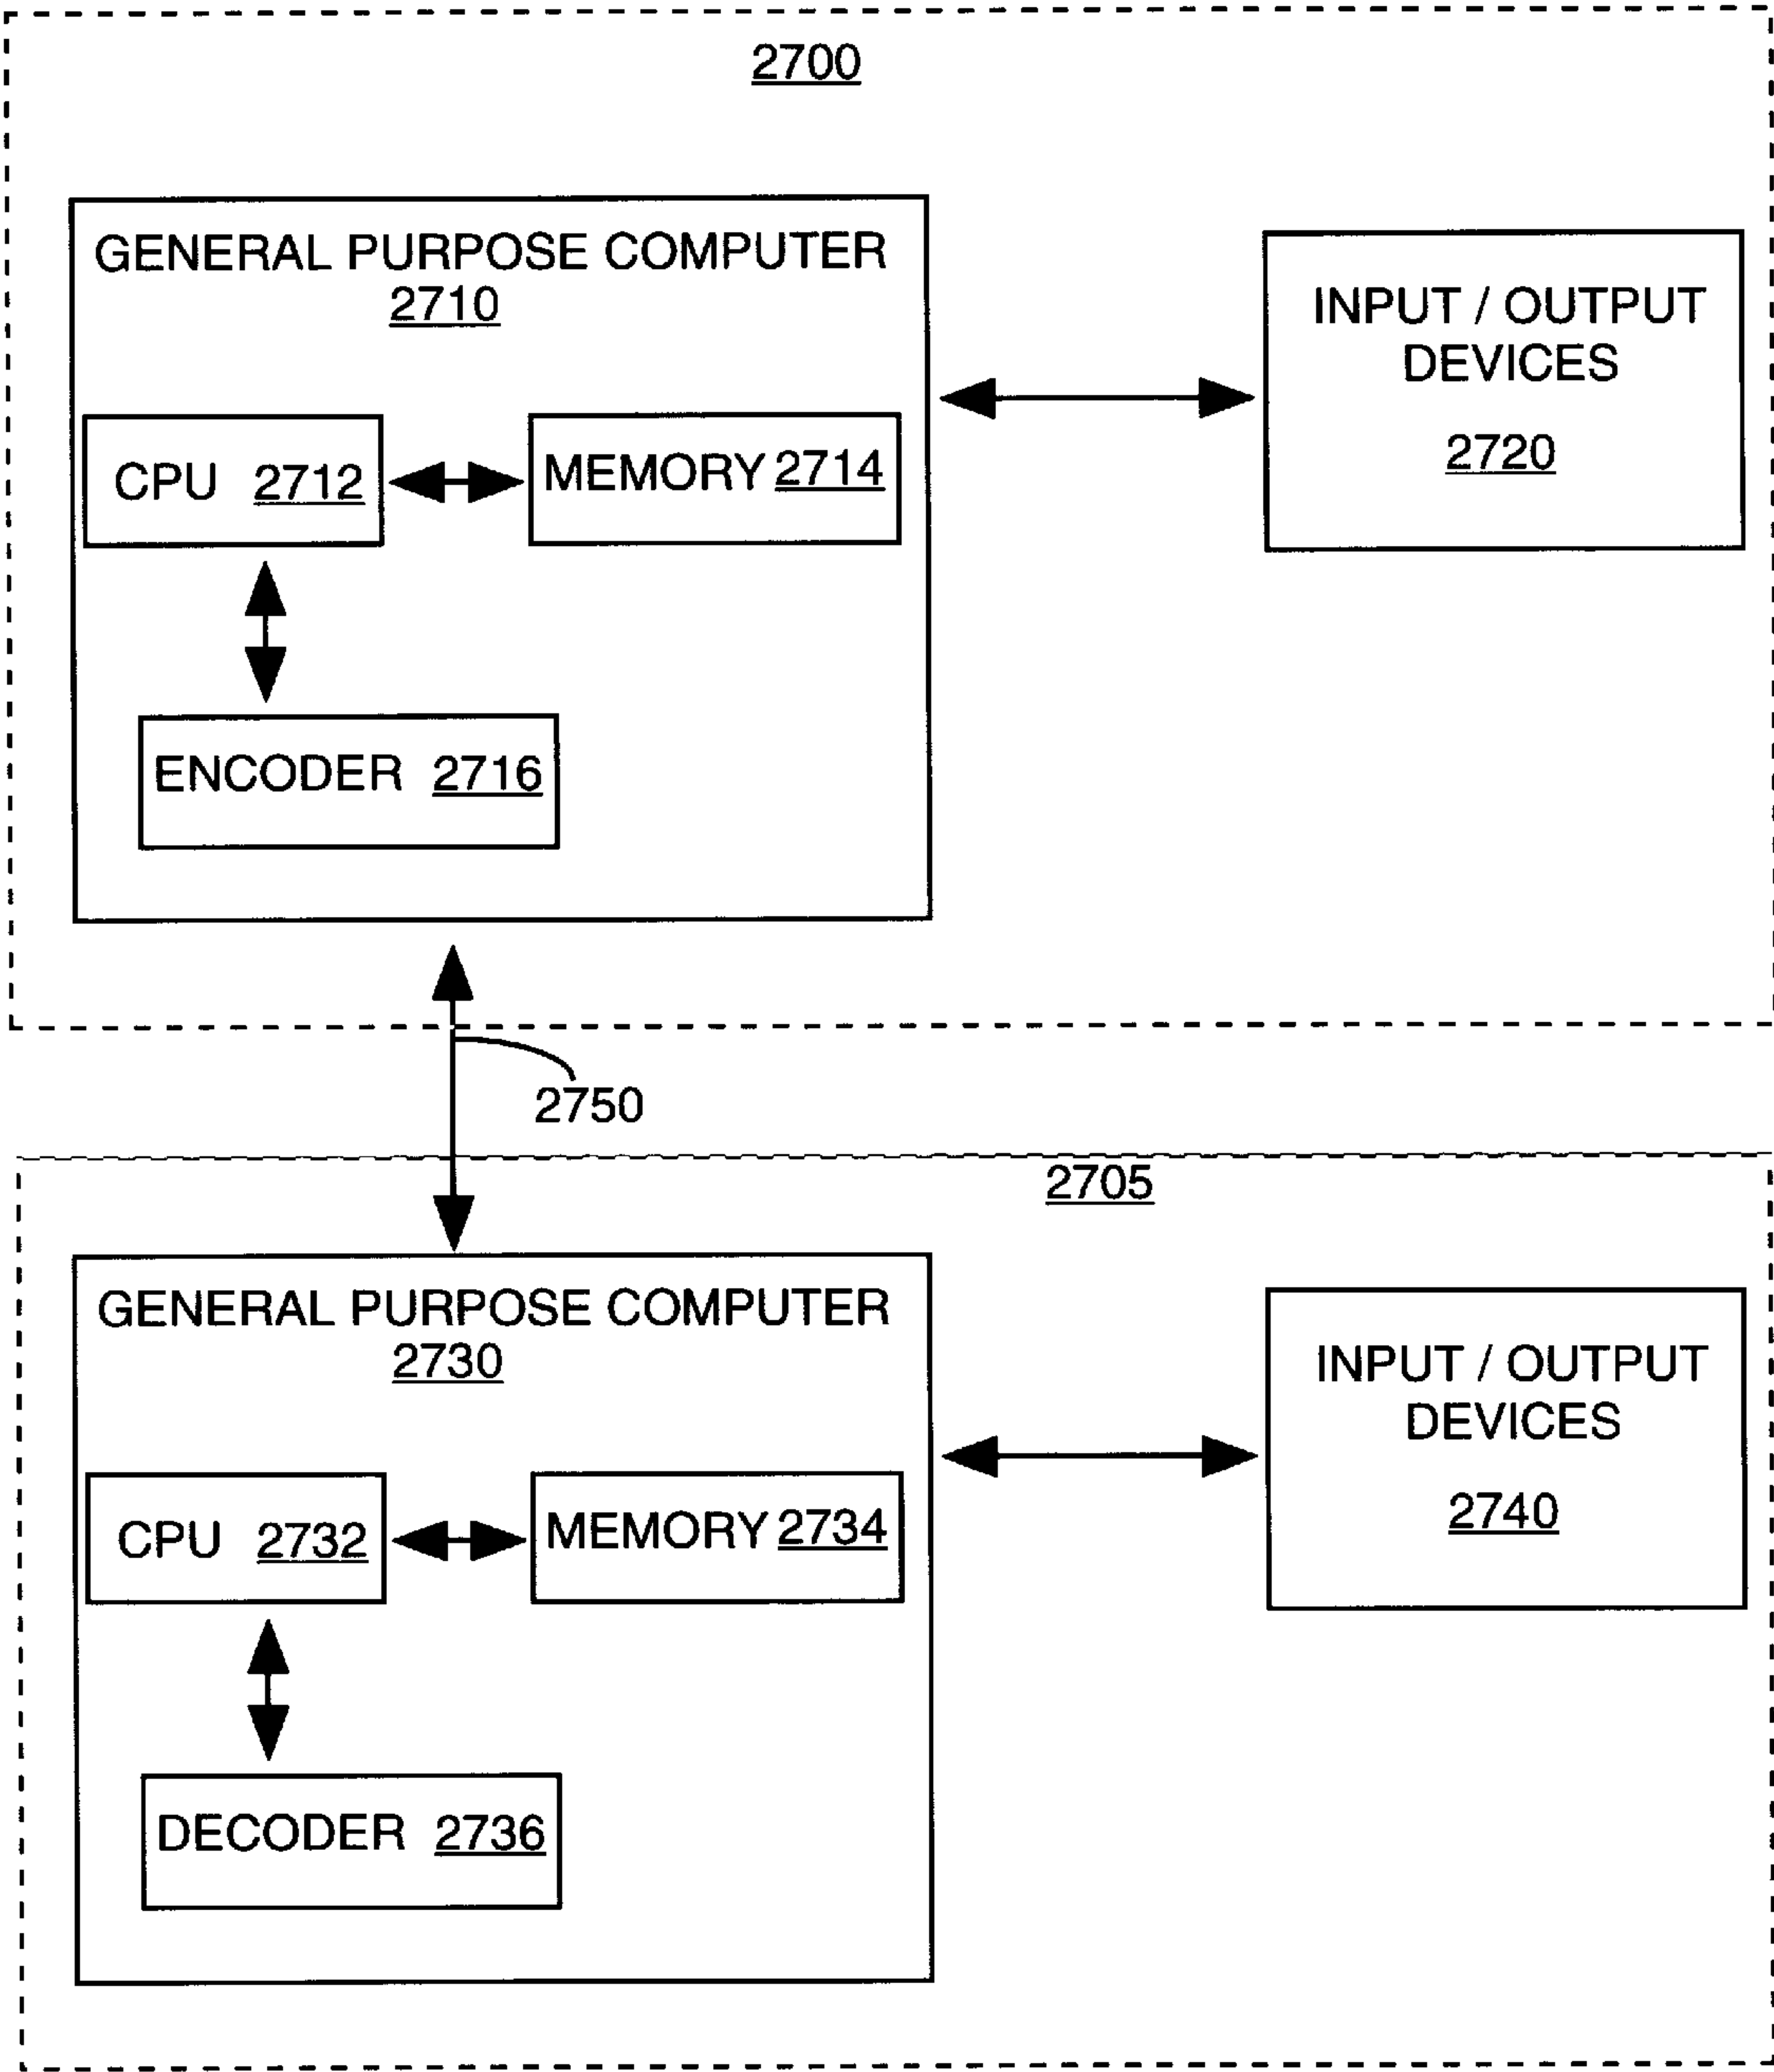 2700
GENERAL PURPOSE COMPUTER
2710
INPUT / OUTPUT
DEVICES
2720
CPU 2712
MEMORY 2714
ENCODER 2716
2750
2705
GENERAL PURPOSE COMPUTER
2730
INPUT / OUTPUT
DEVICES
2740
CPU 2732
MEMORY 2734
DECODER 2736